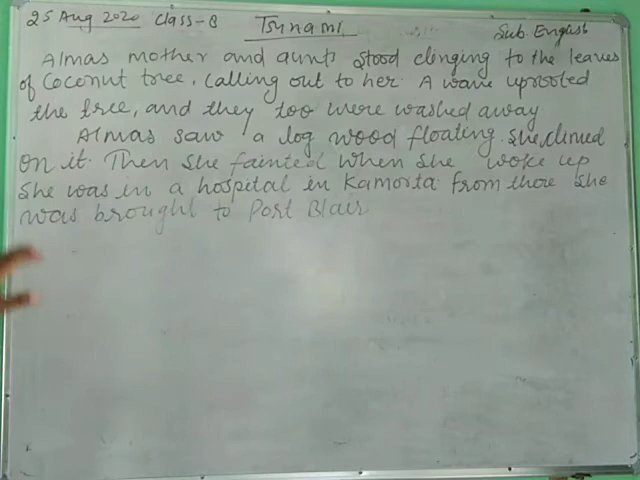 25 Aug 2020 Class-8 Tsunami Sub. English
Almas mother and aunts stood clinging to the leaves
of Coconut tree, Calling out to her. A wave uprooted
the tree, and they too were washed away
Almas saw a log wood floating. She climed
on it. Then she fainted when she woke up
She was in a hospital in Kamorta from there she
was brought to Port Blair